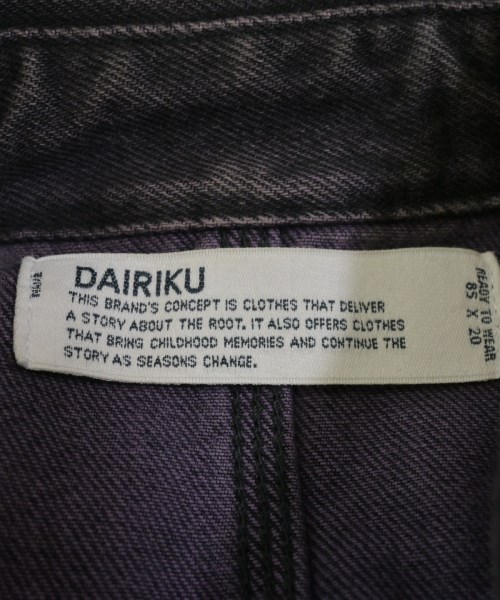 DAIRIKU
THIS BRAND'S CONCEPT IS CLOTHES THAT DELIVER
A STORY ABOUT THE ROOT. IT ALSO OFFERS CLOTHES
THAT BRING CHILDHOOD MEMORIES AND CONTINUE THE
STORY AS SEASONS CHANGE.
READY TO WEAR
85 X 20